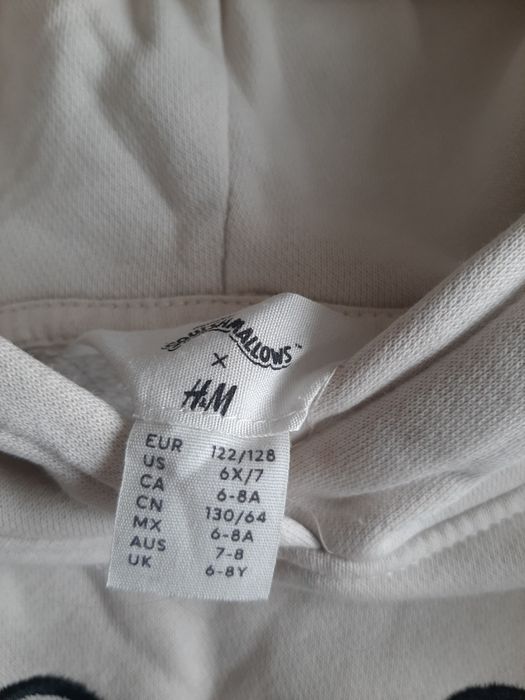 SQUISHMALLOWS™
×
H&M
EUR 122/128
US 6X/7
CA 6-8A
CN 130/64
MX 6-8A
AUS 7-8
UK 6-8Y